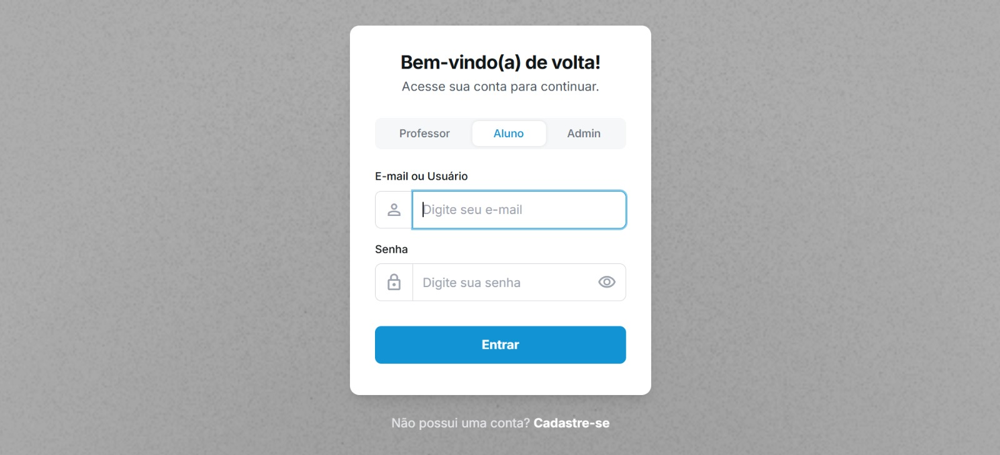 Bem-vindo(a) de volta!
Acesse sua conta para continuar.
Professor Aluno Admin
E-mail ou Usuário
Digite seu e-mail
Senha
Digite sua senha
Entrar
Não possui uma conta? Cadastre-se